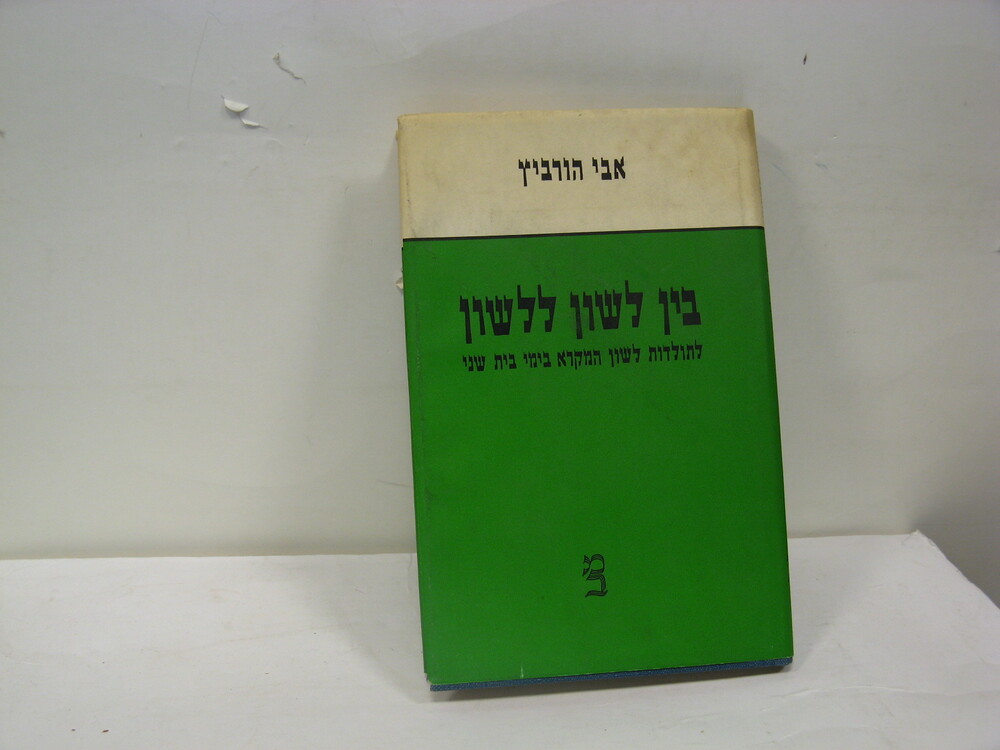 אבי הורביץ
בין לשון ללשון
לתולדות לשון המקרא בימי בית שני
מ
ב